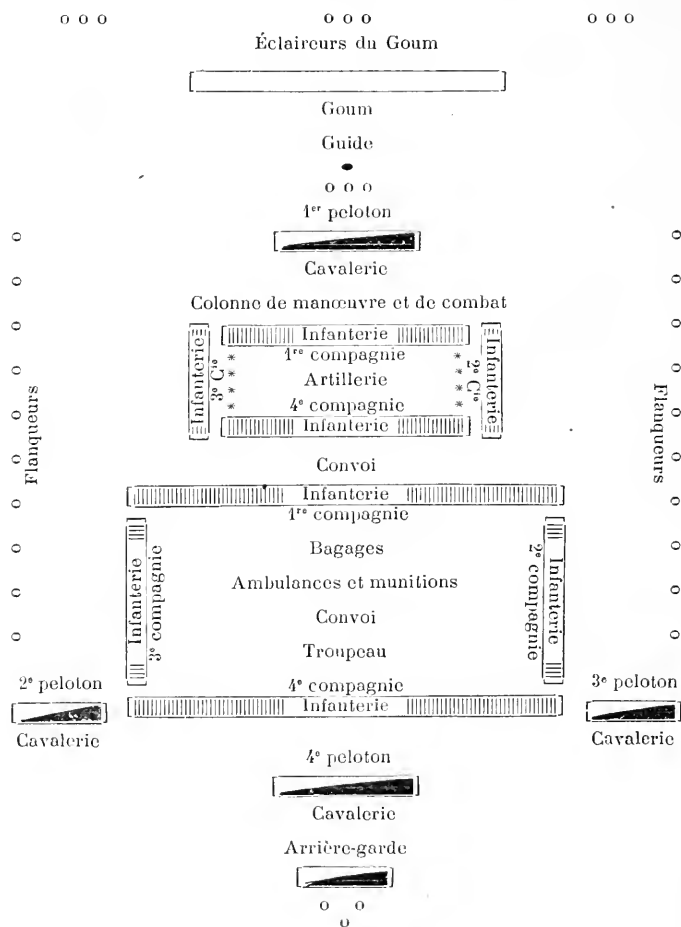 o o o o o o o o o
Éclaireurs du Goum
Goum
Guide
o o o
1er peloton
Cavalerie
Colonne de manœuvre et de combat
Infanterie
1re compagnie
Infanterie
3e Cie
Artillerie
2e Cie
Infanterie
4e compagnie
Infanterie
Flanqueurs
Flanqueurs
Convoi
Infanterie
1re compagnie
Infanterie
3e compagnie
Bagages
Ambulances et munitions
Convoi
Troupeau
2e compagnie
Infanterie
4e compagnie
Infanterie
2e peloton
Cavalerie
3e peloton
Cavalerie
4e peloton
Cavalerie
Arrière-garde
o o
o